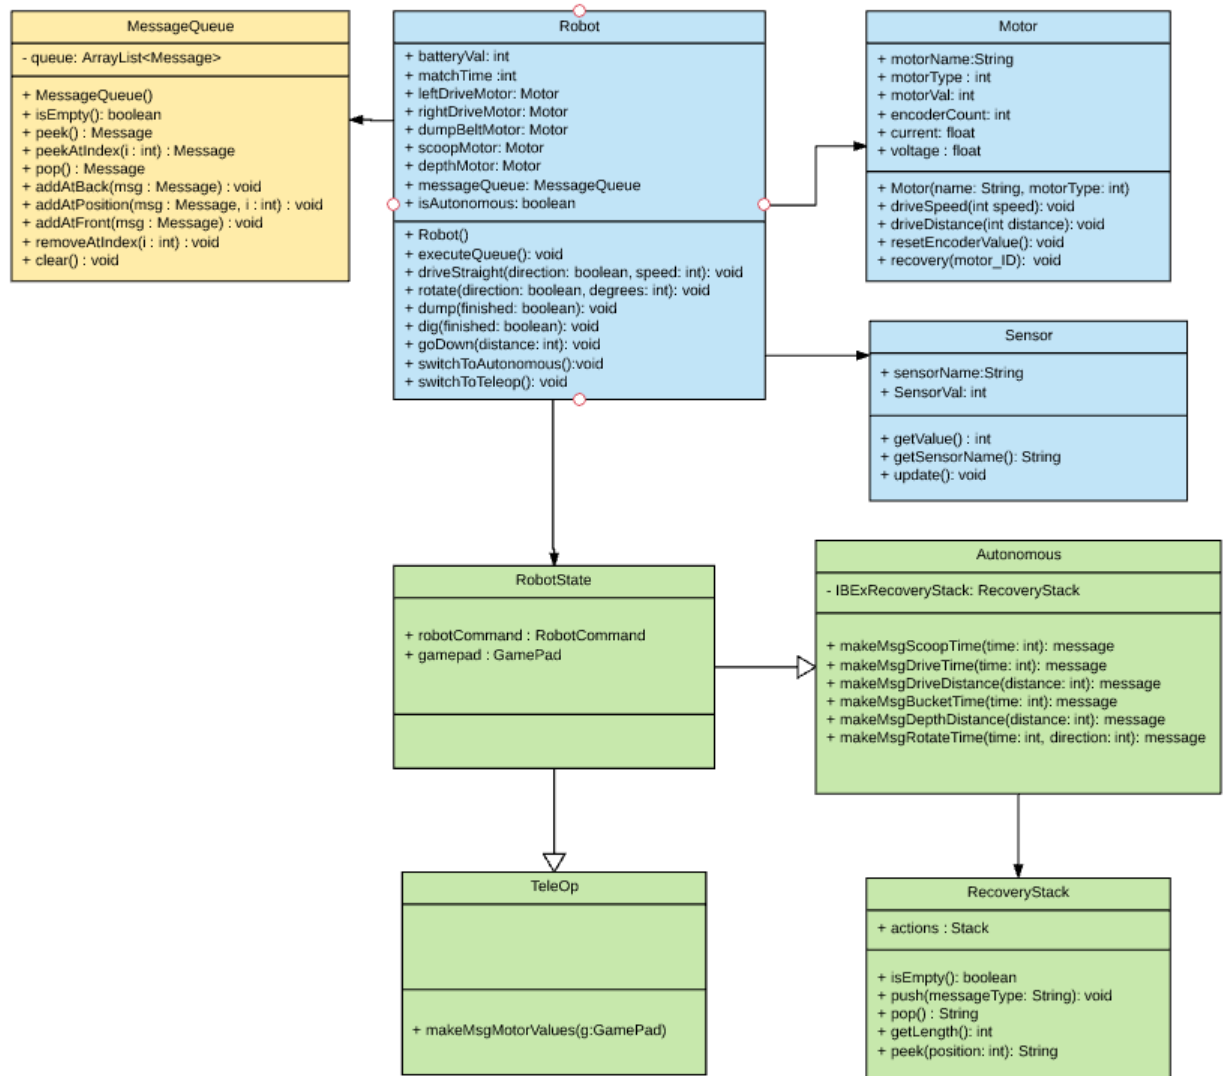 MessageQueue
- queue: ArrayList<Message>
+ MessageQueue()
+ isEmpty(): boolean
+ peek() : Message
+ peekAtIndex(i : int) : Message
+ pop() : Message
+ addAtBack(msg : Message) : void
+ addAtPosition(msg : Message, i : int) : void
+ addAtFront(msg : Message) : void
+ removeAtIndex(i : int) : void
+ clear() : void
Robot
+ batteryVal: int
+ matchTime :int
+ leftDriveMotor: Motor
+ rightDriveMotor: Motor
+ dumpBeltMotor: Motor
+ scoopMotor: Motor
+ depthMotor: Motor
+ messageQueue: MessageQueue
+ isAutonomous: boolean
+ Robot()
+ executeQueue(): void
+ driveStraight(direction: boolean, speed: int): void
+ rotate(direction: boolean, degrees: int): void
+ dump(finished: boolean): void
+ dig(finished: boolean): void
+ goDown(distance: int): void
+ switchToAutonomous():void
+ switchToTeleop(): void
Motor
+ motorName:String
+ motorType : int
+ motorVal: int
+ encoderCount: int
+ current: float
+ voltage : float
+ Motor(name: String, motorType: int)
+ driveSpeed(int speed): void
+ driveDistance(int distance): void
+ resetEncoderValue(): void
+ recovery(motor_ID): void
Sensor
+ sensorName:String
+ SensorVal: int
+ getValue() : int
+ getSensorName(): String
+ update(): void
RobotState
+ robotCommand : RobotCommand
+ gamepad : GamePad
Autonomous
- IBExRecoveryStack: RecoveryStack
+ makeMsgScoopTime(time: int): message
+ makeMsgDriveTime(time: int): message
+ makeMsgDriveDistance(distance: int): message
+ makeMsgBucketTime(time: int): message
+ makeMsgDepthDistance(distance: int): message
+ makeMsgRotateTime(time: int, direction: int): message
TeleOp
+ makeMsgMotorValues(g:GamePad)
RecoveryStack
+ actions : Stack
+ isEmpty(): boolean
+ push(messageType: String): void
+ pop() : String
+ getLength(): int
+ peek(position: int): String